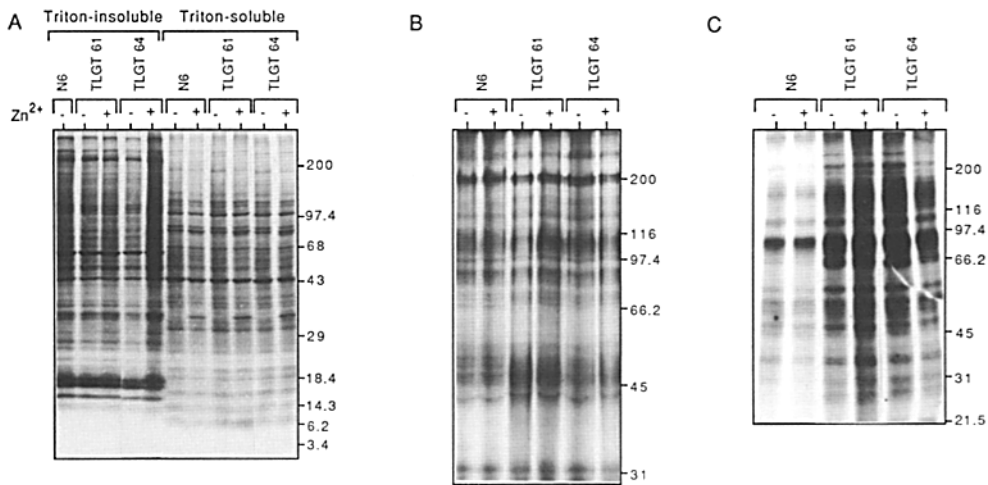 A
Triton-insoluble Triton-soluble
N6 TLGT 61 TLGT 64 N6 TLGT 61 TLGT 64
Zn2+ - - + - + - + - + - +
200
97.4
68
43
29
18.4
14.3
6.2
3.4
B
N6 TLGT 61 TLGT 64
- + - + - +
200
116
97.4
66.2
45
31
C
N6 TLGT 61 TLGT 64
- + - + - +
200
116
97.4
66.2
45
31
21.5